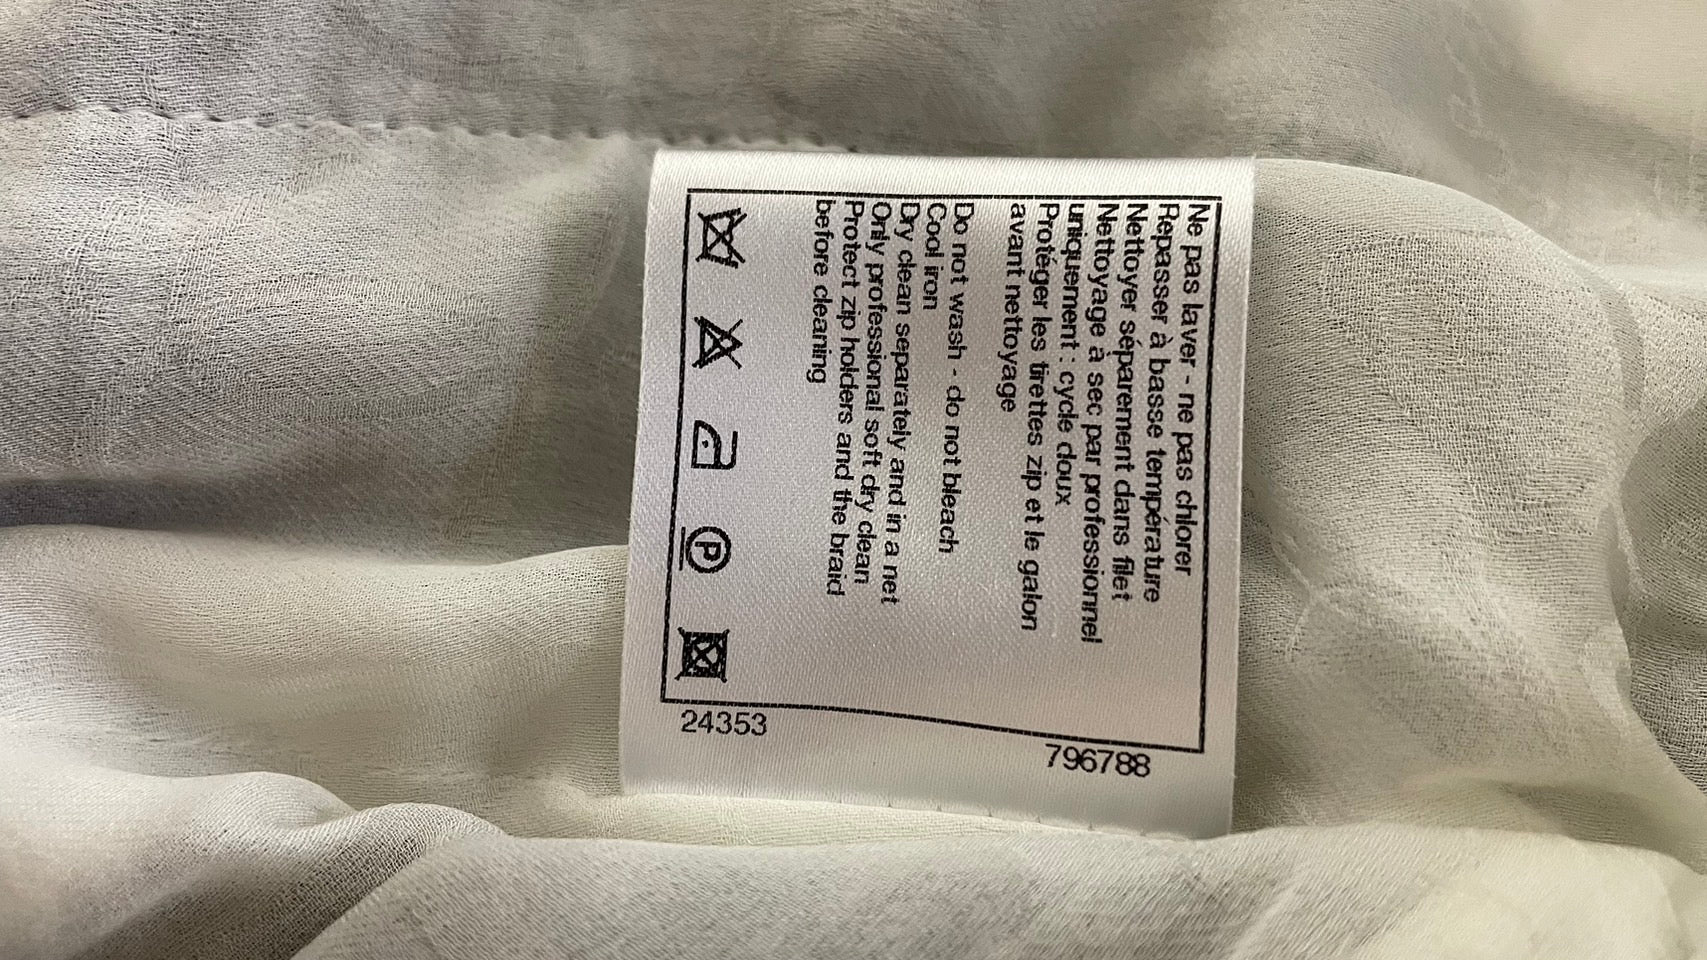 Ne pas laver - ne pas chlorer
Repasser à basse température
Nettoyer séparement dans filet
Nettoyage à sec par professionnel
uniquement : cycle doux
Protéger les tirettes zip et le galon
avant nettoyage
Do not wash - do not bleach
Cool iron
Dry clean separately and in a net
Only professional soft dry clean
Protect zip holders and the braid
before cleaning
P
24353
796788